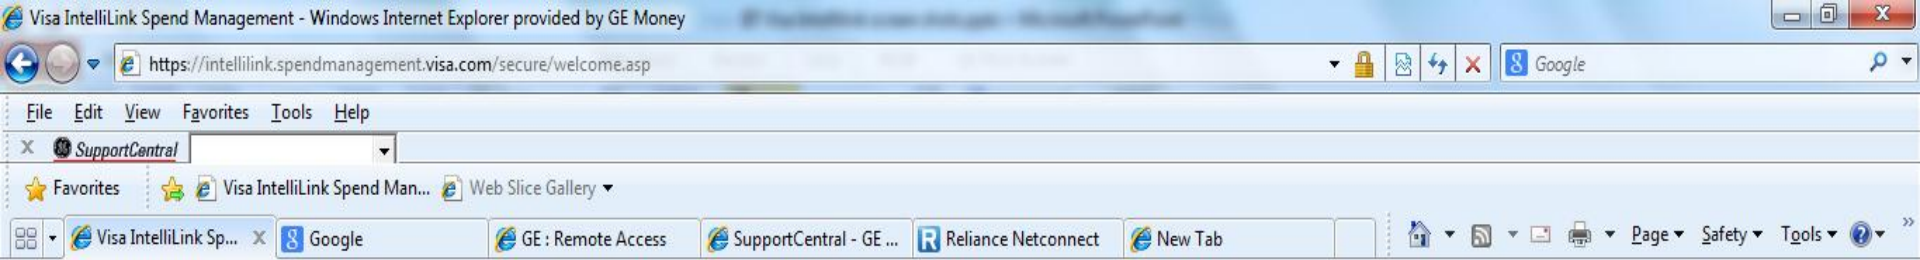 Visa IntelliLink Spend Management - Windows Internet Explorer provided by GE Money
https://intellilink.spendmanagement.visa.com/secure/welcome.asp Google
File Edit View Favorites Tools Help
X SupportCentral
Favorites Visa IntelliLink Spend Man... Web Slice Gallery
Visa IntelliLink Sp... X Google GE : Remote Access SupportCentral - GE ... Reliance Netconnect New Tab Page Safety Tools